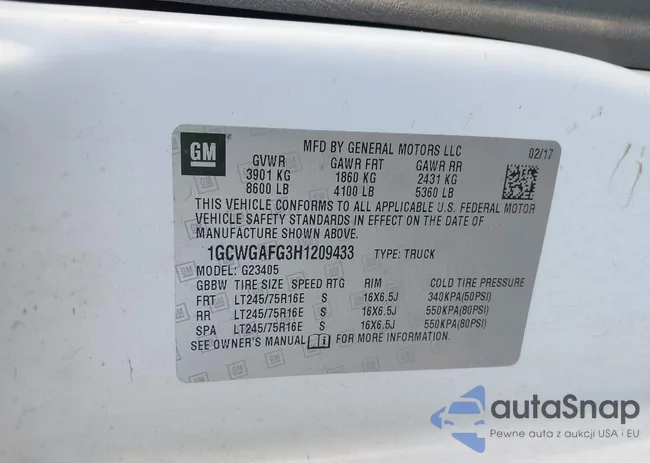 GM
MFD BY GENERAL MOTORS LLC 02/17
GVWR GAWR FRT GAWR RR
3901 KG 1860 KG 2431 KG
8600 LB 4100 LB 5360 LB
THIS VEHICLE CONFORMS TO ALL APPLICABLE U.S. FEDERAL MOTOR
VEHICLE SAFETY STANDARDS IN EFFECT ON THE DATE OF
MANUFACTURE SHOWN ABOVE.
1GCWGAFG3H1209433 TYPE: TRUCK
MODEL: G23405
GBBW TIRE SIZE SPEED RTG RIM COLD TIRE PRESSURE
FRT LT245/75R16E S 16X6.5J 340KPA(50PSI)
RR LT245/75R16E S 16X6.5J 550KPA(80PSI)
SPA LT245/75R16E S 16X6.5J 550KPA(80PSI)
SEE OWNER'S MANUAL FOR MORE INFORMATION.
autaSnap
Pewne auta z aukcji USA i EU